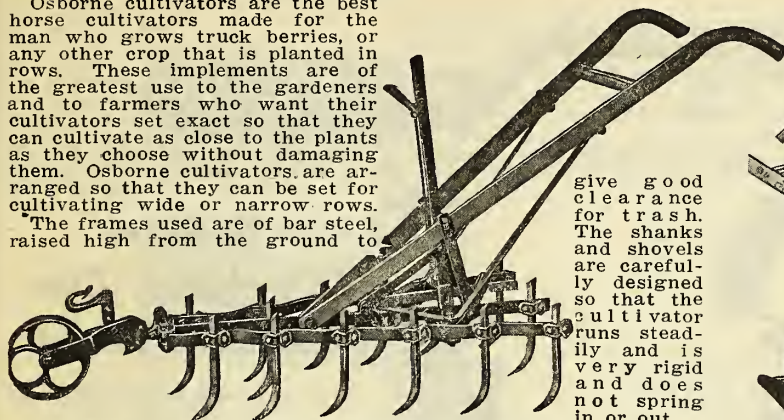 Osborne cultivators are the best
horse cultivators made for the
man who grows truck berries, or
any other crop that is planted in
rows. These implements are of
the greatest use to the gardeners
and to farmers who want their
cultivators set exact so that they
can cultivate as close to the plants
as they choose without damaging
them. Osborne cultivators are ar-
ranged so that they can be set for
cultivating wide or narrow rows.
The frames used are of bar steel,
raised high from the ground to
give good
clearance
for trash.
The shanks
and shovels
are careful-
ly designed
so that the
cultivator
runs stead-
ily and is
very rigid
and does
not spring
in or out